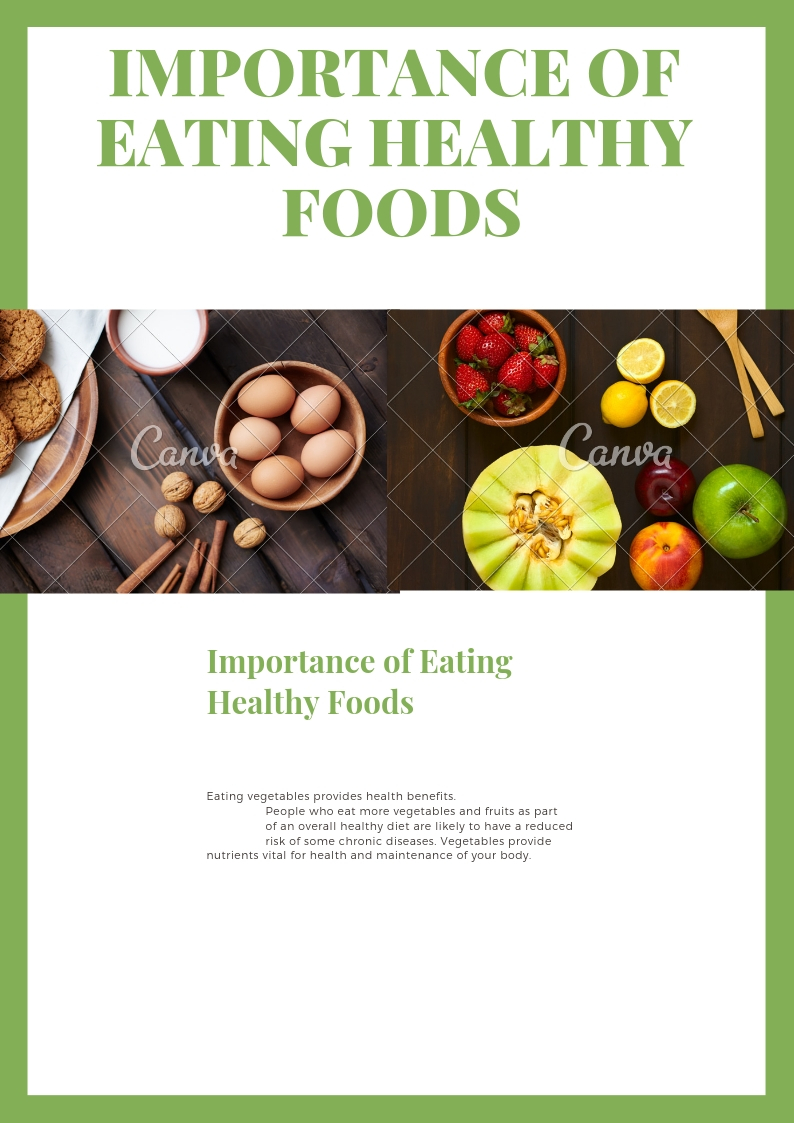 IMPORTANCE OF
EATING HEALTHY
FOODS
Canva
Canva
Importance of Eating
Healthy Foods
Eating vegetables provides health benefits.
People who eat more vegetables and fruits as part
of an overall healthy diet are likely to have a reduced
risk of some chronic diseases. Vegetables provide
nutrients vital for health and maintenance of your body.